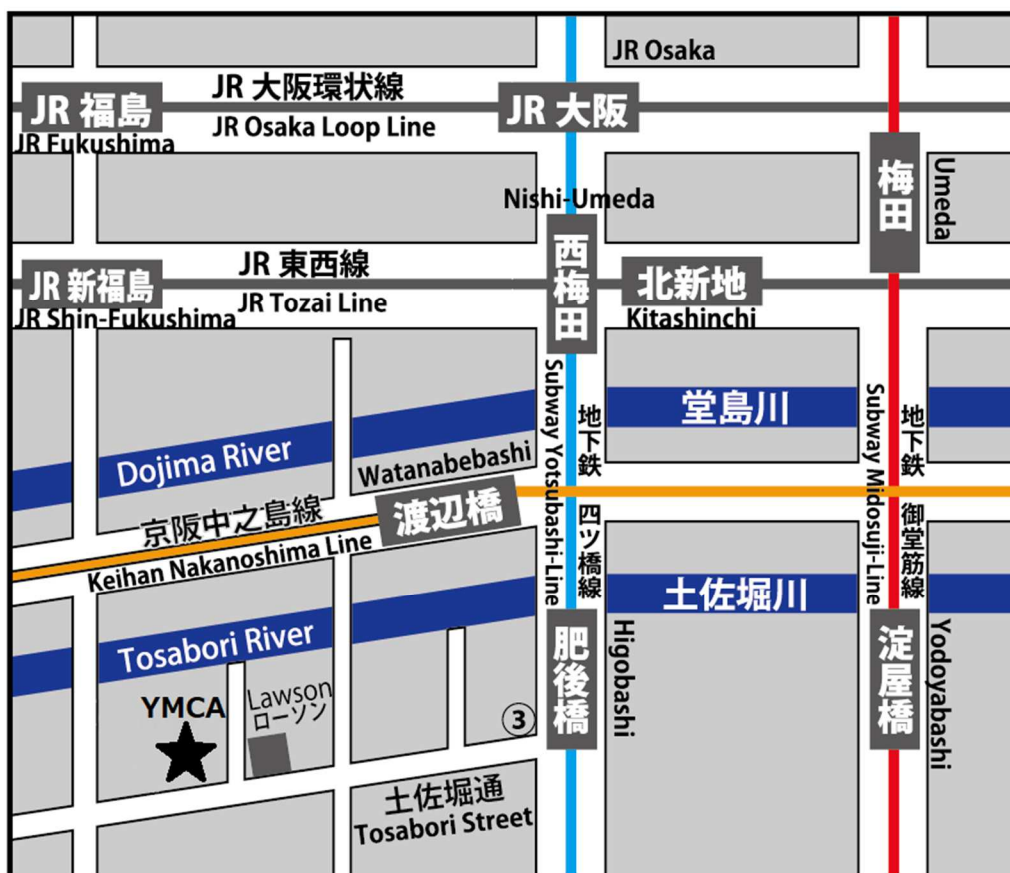 JR Osaka
JR 大阪環状線
JR 福島
JR 大阪
JR Osaka Loop Line
JR Fukushima
梅田
Umeda
Nishi-Umeda
西梅田
JR 東西線
JR 新福島
北新地
JR Tozai Line
JR Shin-Fukushima
Kitashinchi
Subway Yotsubashi-Line
地下鉄 四ツ橋線
堂島川
Subway Midosuji-Line
地下鉄 御堂筋線
Dojima River
Watanabebashi
渡辺橋
京阪中之島線
Keihan Nakanoshima Line
土佐堀川
Tosabori River
肥後橋
Higobashi
淀屋橋
Yodoyabashi
YMCA
Lawson
ローソン
③
土佐堀通
Tosabori Street